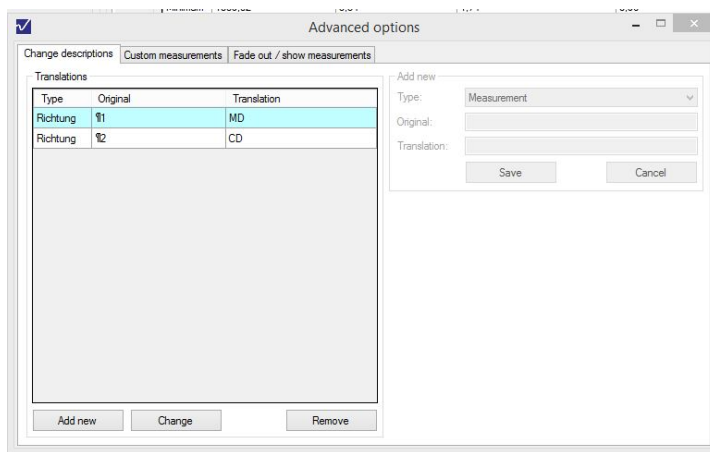 Advanced options
Change descriptions Custom measurements Fade out / show measurements
Translations
Type Original Translation
Richtung ¶1 MD
Richtung ¶2 CD
Add new Change Remove
Add new
Type: Measurement
Original:
Translation:
Save Cancel